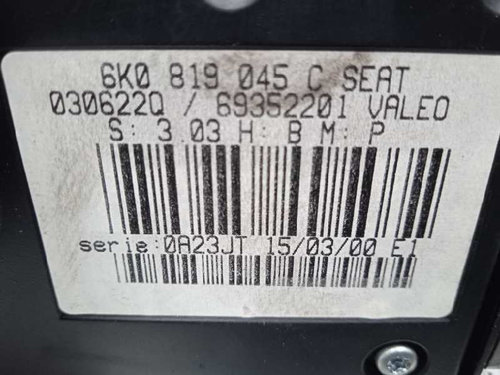 6K0 819 045 C SEAT
030622Q / 69352201 VALEO
S: 3.03 H: B M: P
serie:0A23JT 15/03/00 E1